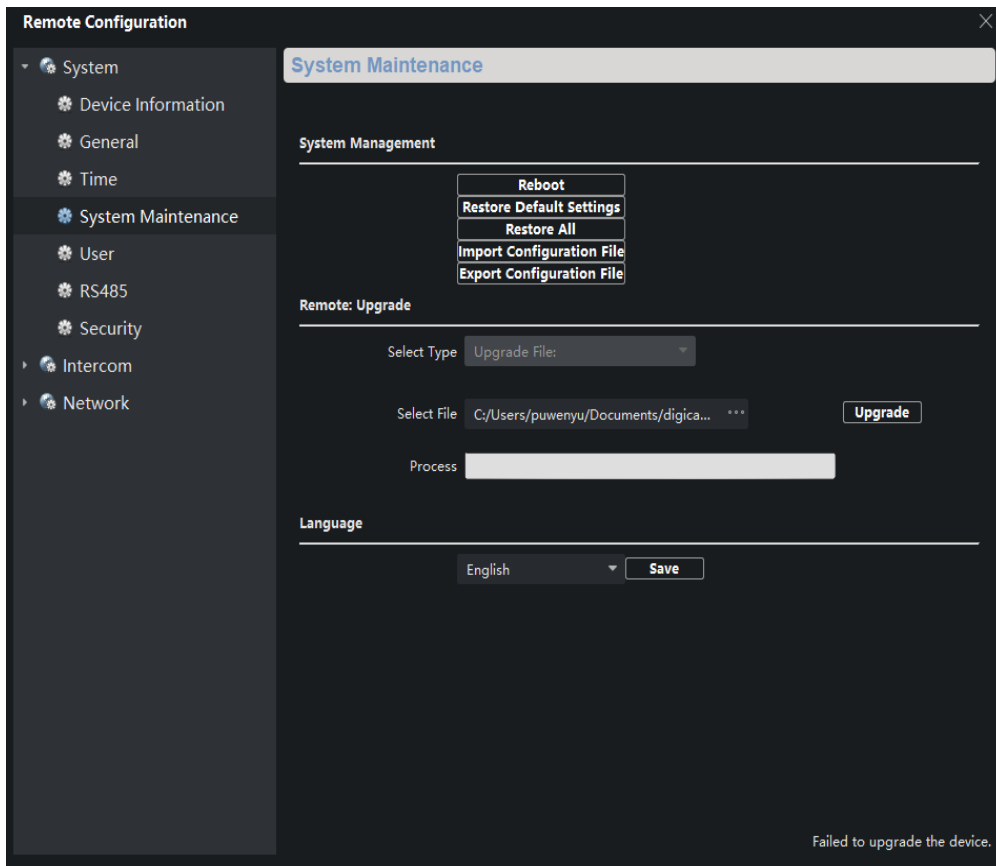 Remote Configuration
System
Device Information
General
Time
System Maintenance
User
RS485
Security
Intercom
Network
System Maintenance
System Management
Reboot
Restore Default Settings
Restore All
Import Configuration File
Export Configuration File
Remote: Upgrade
Select Type Upgrade File:
Select File C:/Users/puwenyu/Documents/digica... ... Upgrade
Process
Language
English Save
Failed to upgrade the device.